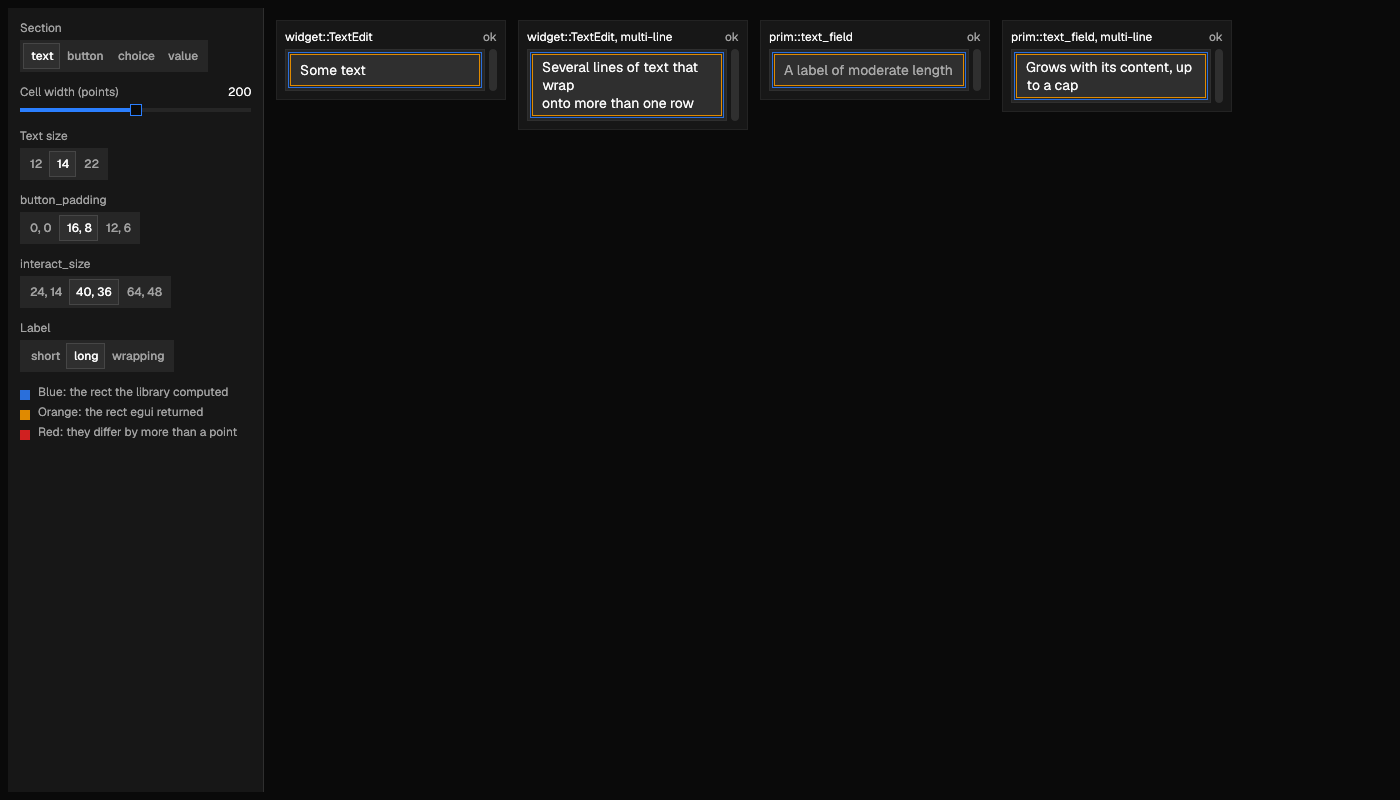 Section
text button choice value
Cell width (points) 200
Text size
12 14 22
button_padding
0, 0 16, 8 12, 6
interact_size
24, 14 40, 36 64, 48
Label
short long wrapping
Blue: the rect the library computed
Orange: the rect egui returned
Red: they differ by more than a point
widget::TextEdit ok
Some text
widget::TextEdit, multi-line ok
Several lines of text that
wrap
onto more than one row
prim::text_field ok
A label of moderate length
prim::text_field, multi-line ok
Grows with its content, up
to a cap